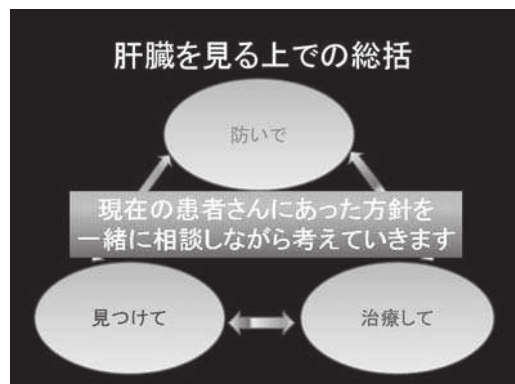 肝臓を見る上での総括
防いで
現在の患者さんにあった方針を
一緒に相談しながら考えていきます
見つけて
治療して